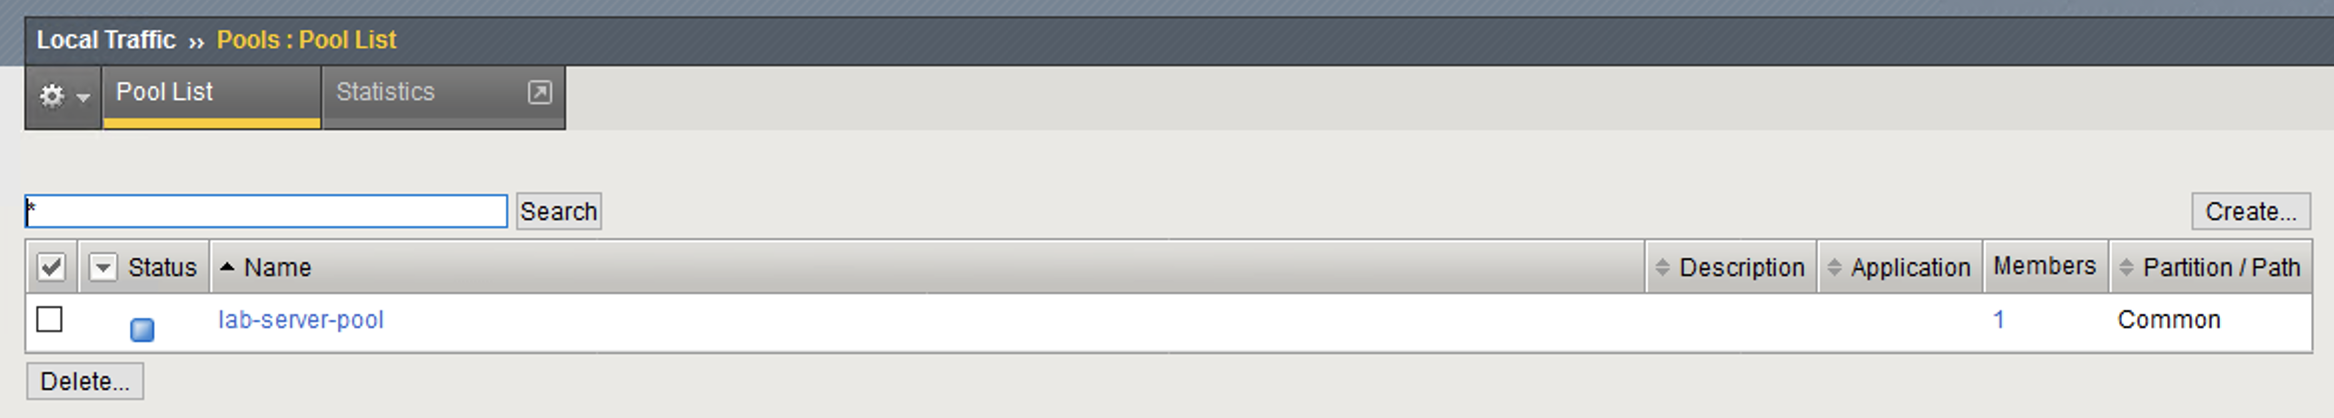 Local Traffic ›› Pools : Pool List
Pool List Statistics
* Search Create...
Status Name Description Application Members Partition / Path
lab-server-pool 1 Common
Delete...